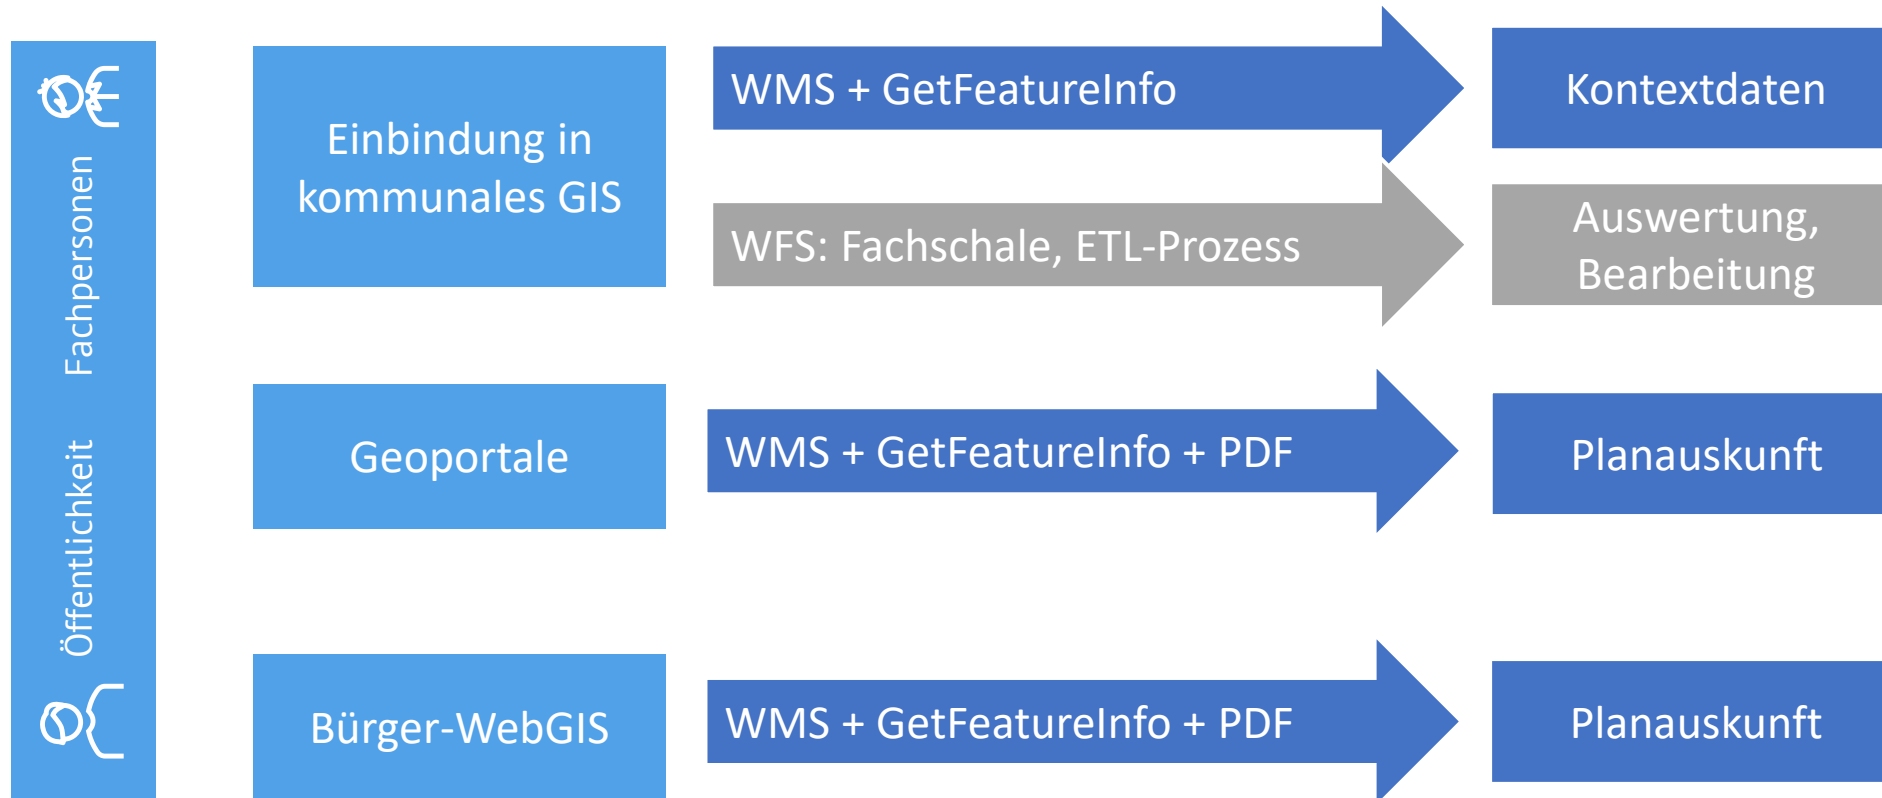 Fachpersonen
Öffentlichkeit
Einbindung in
kommunales GIS
WMS + GetFeatureInfo
Kontextdaten
WFS: Fachschale, ETL-Prozess
Auswertung,
Bearbeitung
Geoportale
WMS + GetFeatureInfo + PDF
Planauskunft
Bürger-WebGIS
WMS + GetFeatureInfo + PDF
Planauskunft